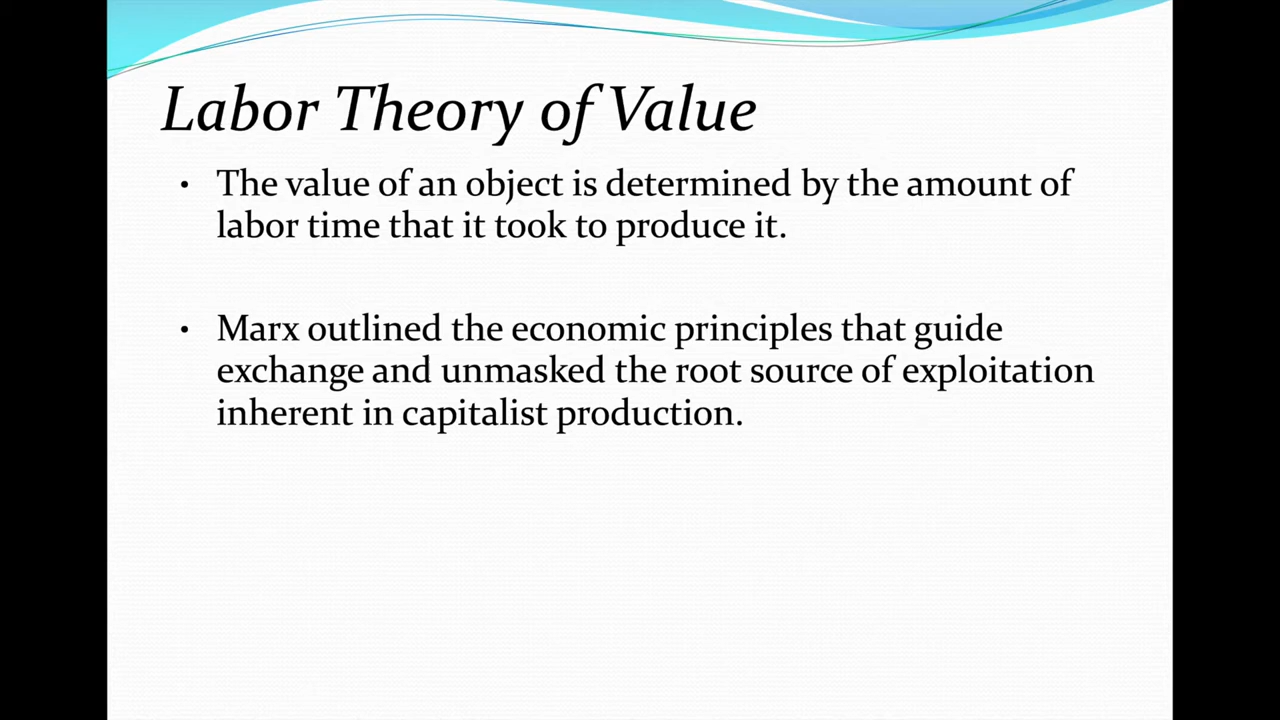 Labor Theory of Value
• The value of an object is determined by the amount of
labor time that it took to produce it.
• Marx outlined the economic principles that guide
exchange and unmasked the root source of exploitation
inherent in capitalist production.